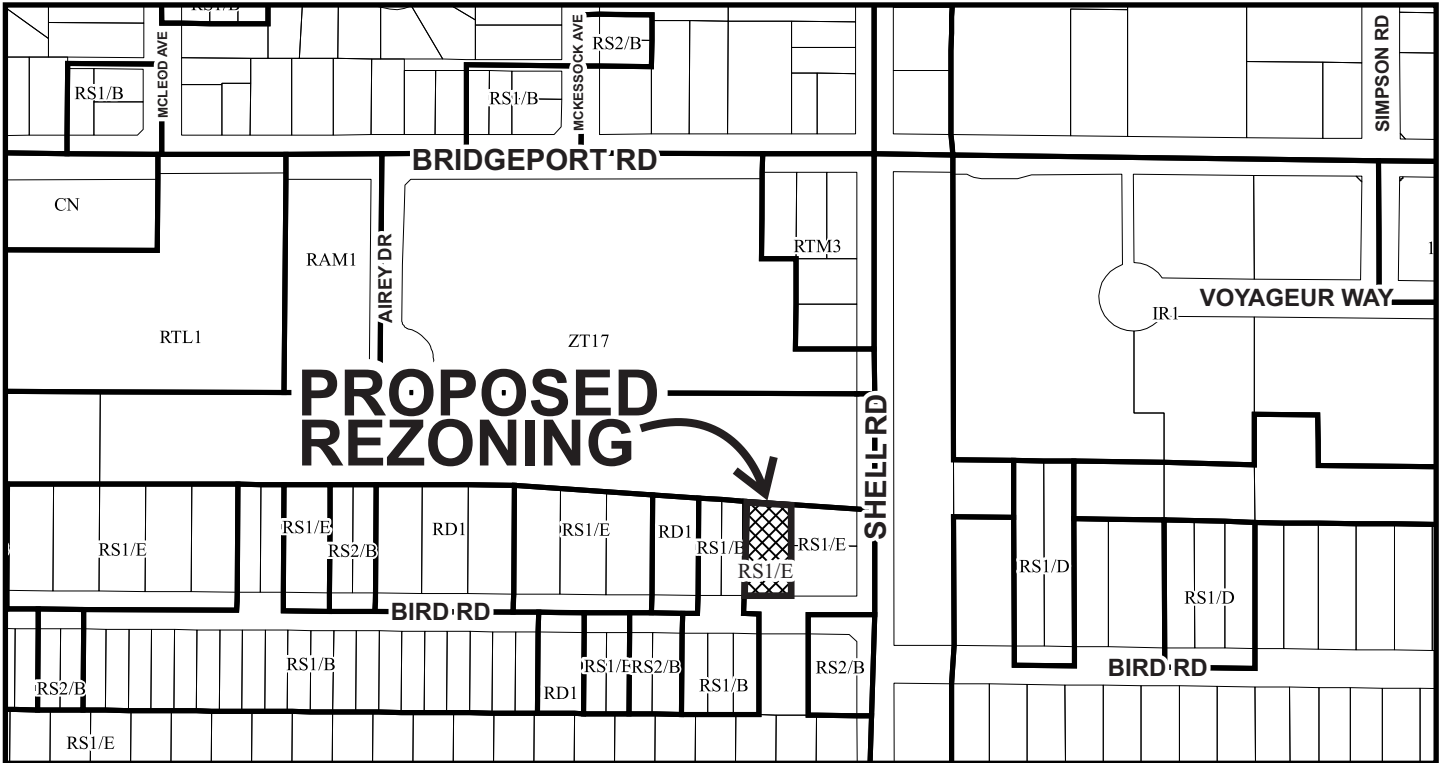 RS1/B
MCLEOD AVE
MCKESSOCK AVE
RS2/B
SIMPSON RD
RS1/B
RS1/B
BRIDGEPORT RD
CN
RAM1
AIREY DR
RTM3
RTL1
ZT17
VOYAGEUR WAY
IR1
PROPOSED
REZONING
SHELL RD
RS1/E
RS1/E
RS2/B
RD1
RS1/E
RD1
RS1/B
RS1/E
RS1/E
RS1/D
RS1/D
BIRD RD
BIRD RD
RS2/B
RS1/B
RD1
RS1/E
RS2/B
RS1/B
RS2/B
RS1/E